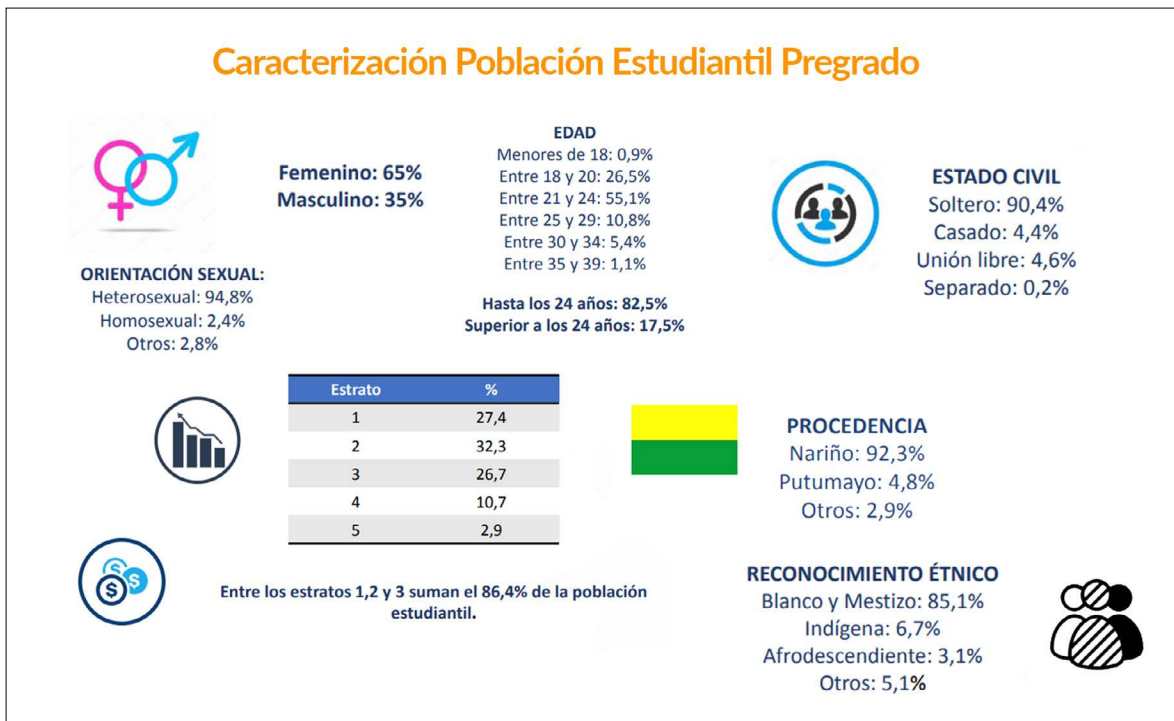 Caracterización Población Estudiantil Pregrado
Femenino: 65%
Masculino: 35%
ORIENTACIÓN SEXUAL:
Heterosexual: 94,8%
Homosexual: 2,4%
Otros: 2,8%
EDAD
Menores de 18: 0,9%
Entre 18 y 20: 26,5%
Entre 21 y 24: 55,1%
Entre 25 y 29: 10,8%
Entre 30 y 34: 5,4%
Entre 35 y 39: 1,1%
Hasta los 24 años: 82,5%
Superior a los 24 años: 17,5%
ESTADO CIVIL
Soltero: 90,4%
Casado: 4,4%
Unión libre: 4,6%
Separado: 0,2%
Estrato %
1 27,4
2 32,3
3 26,7
4 10,7
5 2,9
Entre los estratos 1,2 y 3 suman el 86,4% de la población
estudiantil.
PROCEDENCIA
Nariño: 92,3%
Putumayo: 4,8%
Otros: 2,9%
RECONOCIMIENTO ÉTNICO
Blanco y Mestizo: 85,1%
Indígena: 6,7%
Afrodescendiente: 3,1%
Otros: 5,1%
$
$
$